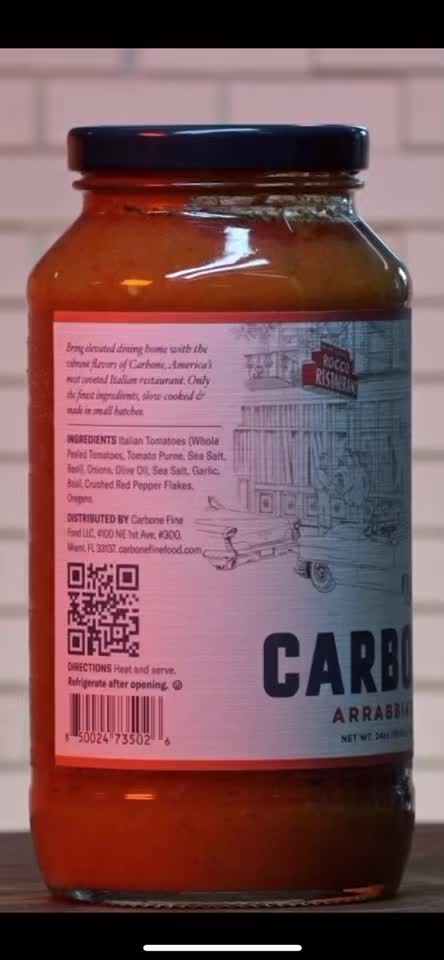 Bring elevated dining home with the
vibrant flavors of Carbone, America's
most coveted Italian restaurant. Only
the finest ingredients, slow cooked &
made in small batches.
INGREDIENTS Italian Tomatoes (Whole
Peeled Tomatoes, Tomato Puree, Sea Salt,
Basil), Onions, Olive Oil, Sea Salt, Garlic,
Basil, Crushed Red Pepper Flakes,
Oregano.
DISTRIBUTED BY Carbone Fine
Food LLC, 4100 NE 1st Ave, #300,
Miami, FL 33137. carbonefinefood.com
DIRECTIONS Heat and serve.
Refrigerate after opening.
8 50024 73502 6
ROCCO
RISTAURANT
CARBO
ARRABBIA
NET WT. 24oz